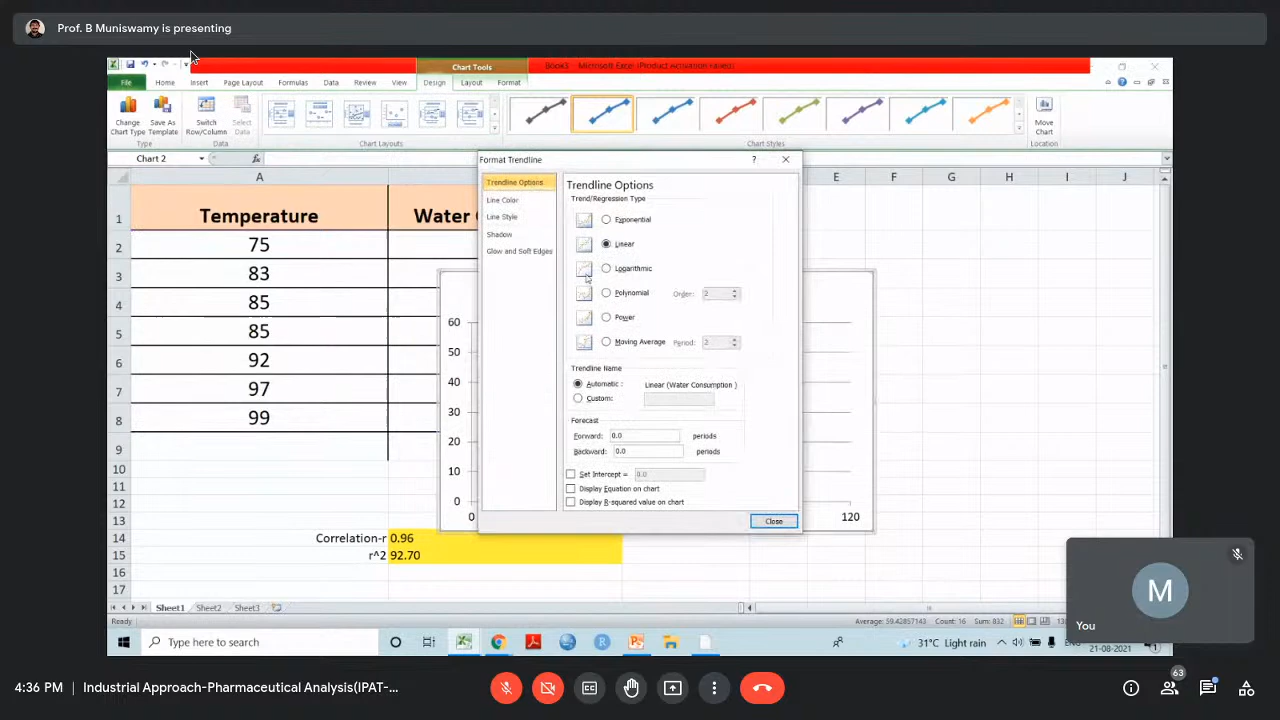 Prof. B Muniswamy is presenting
Chart Tools
Book3 - Microsoft Excel (Product Activation Failed)
File Home Insert Page Layout Formulas Data Review View Design Layout Format
Change Chart Type
Save As Template
Switch Row/Column
Select Data
Move Chart
Type Data Chart Layouts Chart Styles Location
Chart 2 fx
A E F G H I J
1 Temperature Water
2 75
3 83
4 85
5 85
6 92
7 97
8 99
9
10
11
12
13
14 Correlation-r 0.96
15 r^2 92.70
16
17
60
50
40
30
20
10
0
0 120
Format Trendline
Trendline Options
Line Color
Line Style
Shadow
Glow and Soft Edges
Trendline Options
Trend/Regression Type
Exponential
Linear
Logarithmic
Polynomial Order: 2
Power
Moving Average Period: 2
Trendline Name
Automatic : Linear (Water Consumption )
Custom:
Forecast
Forward: 0.0 periods
Backward: 0.0 periods
Set Intercept = 0.0
Display Equation on chart
Display R-squared value on chart
Close
Sheet1 Sheet2 Sheet3
Ready Average: 59.42857143 Count: 16 Sum: 832
Type here to search
31°C Light rain
21-08-2021
M
You
4:36 PM | Industrial Approach-Pharmaceutical Analysis(IPAT-...
63